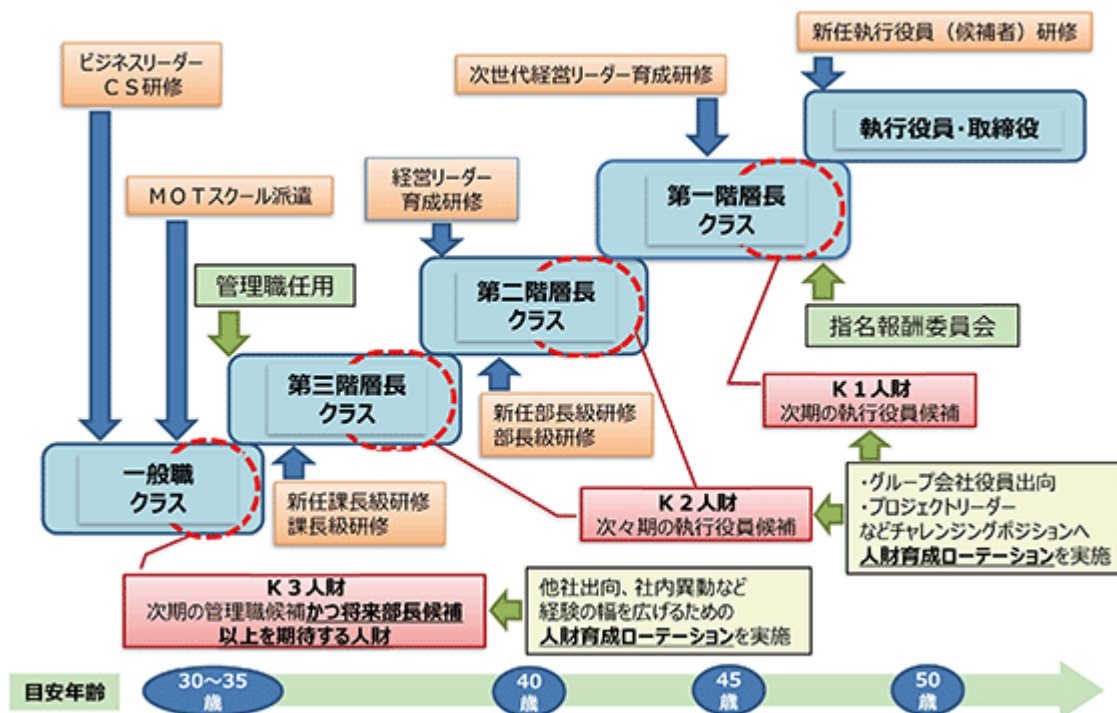 新任執行役員（候補者）研修
ビジネスリーダー
ＣＳ研修
次世代経営リーダー育成研修
執行役員・取締役
経営リーダー
育成研修
第一階層長
クラス
ＭＯＴスクール派遣
管理職任用
第二階層長
クラス
指名報酬委員会
第三階層長
クラス
Ｋ１人財
次期の執行役員候補
新任部長級研修
部長級研修
一般職
クラス
新任課長級研修
課長級研修
Ｋ２人財
次々期の執行役員候補
・グループ会社役員出向
・プロジェクトリーダー
などチャレンジングポジションへ
人財育成ローテーションを実施
Ｋ３人財
次期の管理職候補かつ将来部長候補
以上を期待する人財
他社出向、社内異動など
経験の幅を広げるための
人財育成ローテーションを実施
目安年齢
30～35
歳
40
歳
45
歳
50
歳